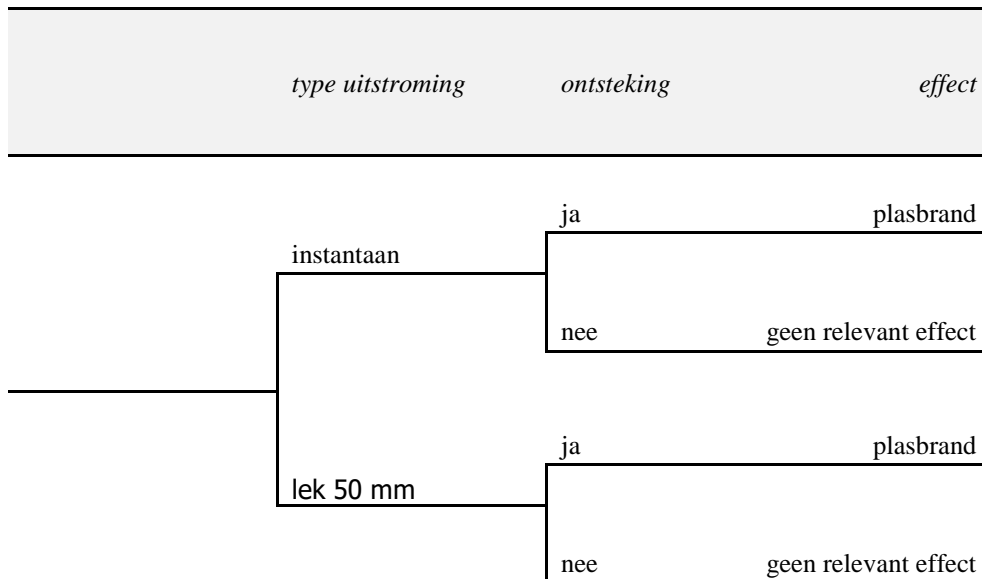 type uitstroming ontsteking effect
ja plasbrand
instantaan
nee geen relevant effect
ja plasbrand
lek 50 mm
nee geen relevant effect